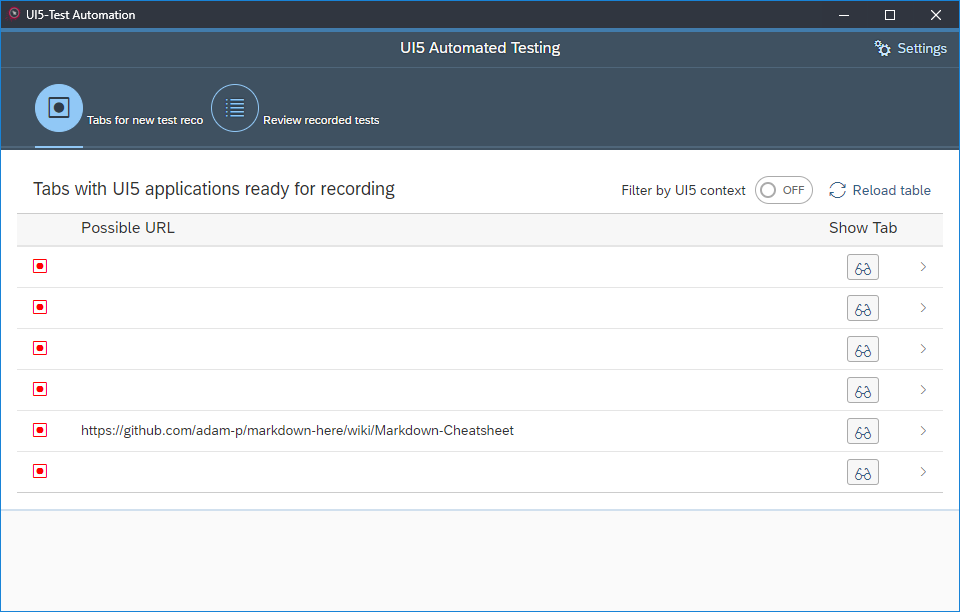 UI5-Test Automation
UI5 Automated Testing
Settings
Tabs for new test reco
Review recorded tests
Tabs with UI5 applications ready for recording
Filter by UI5 context
OFF
Reload table
Possible URL
Show Tab
https://github.com/adam-p/markdown-here/wiki/Markdown-Cheatsheet